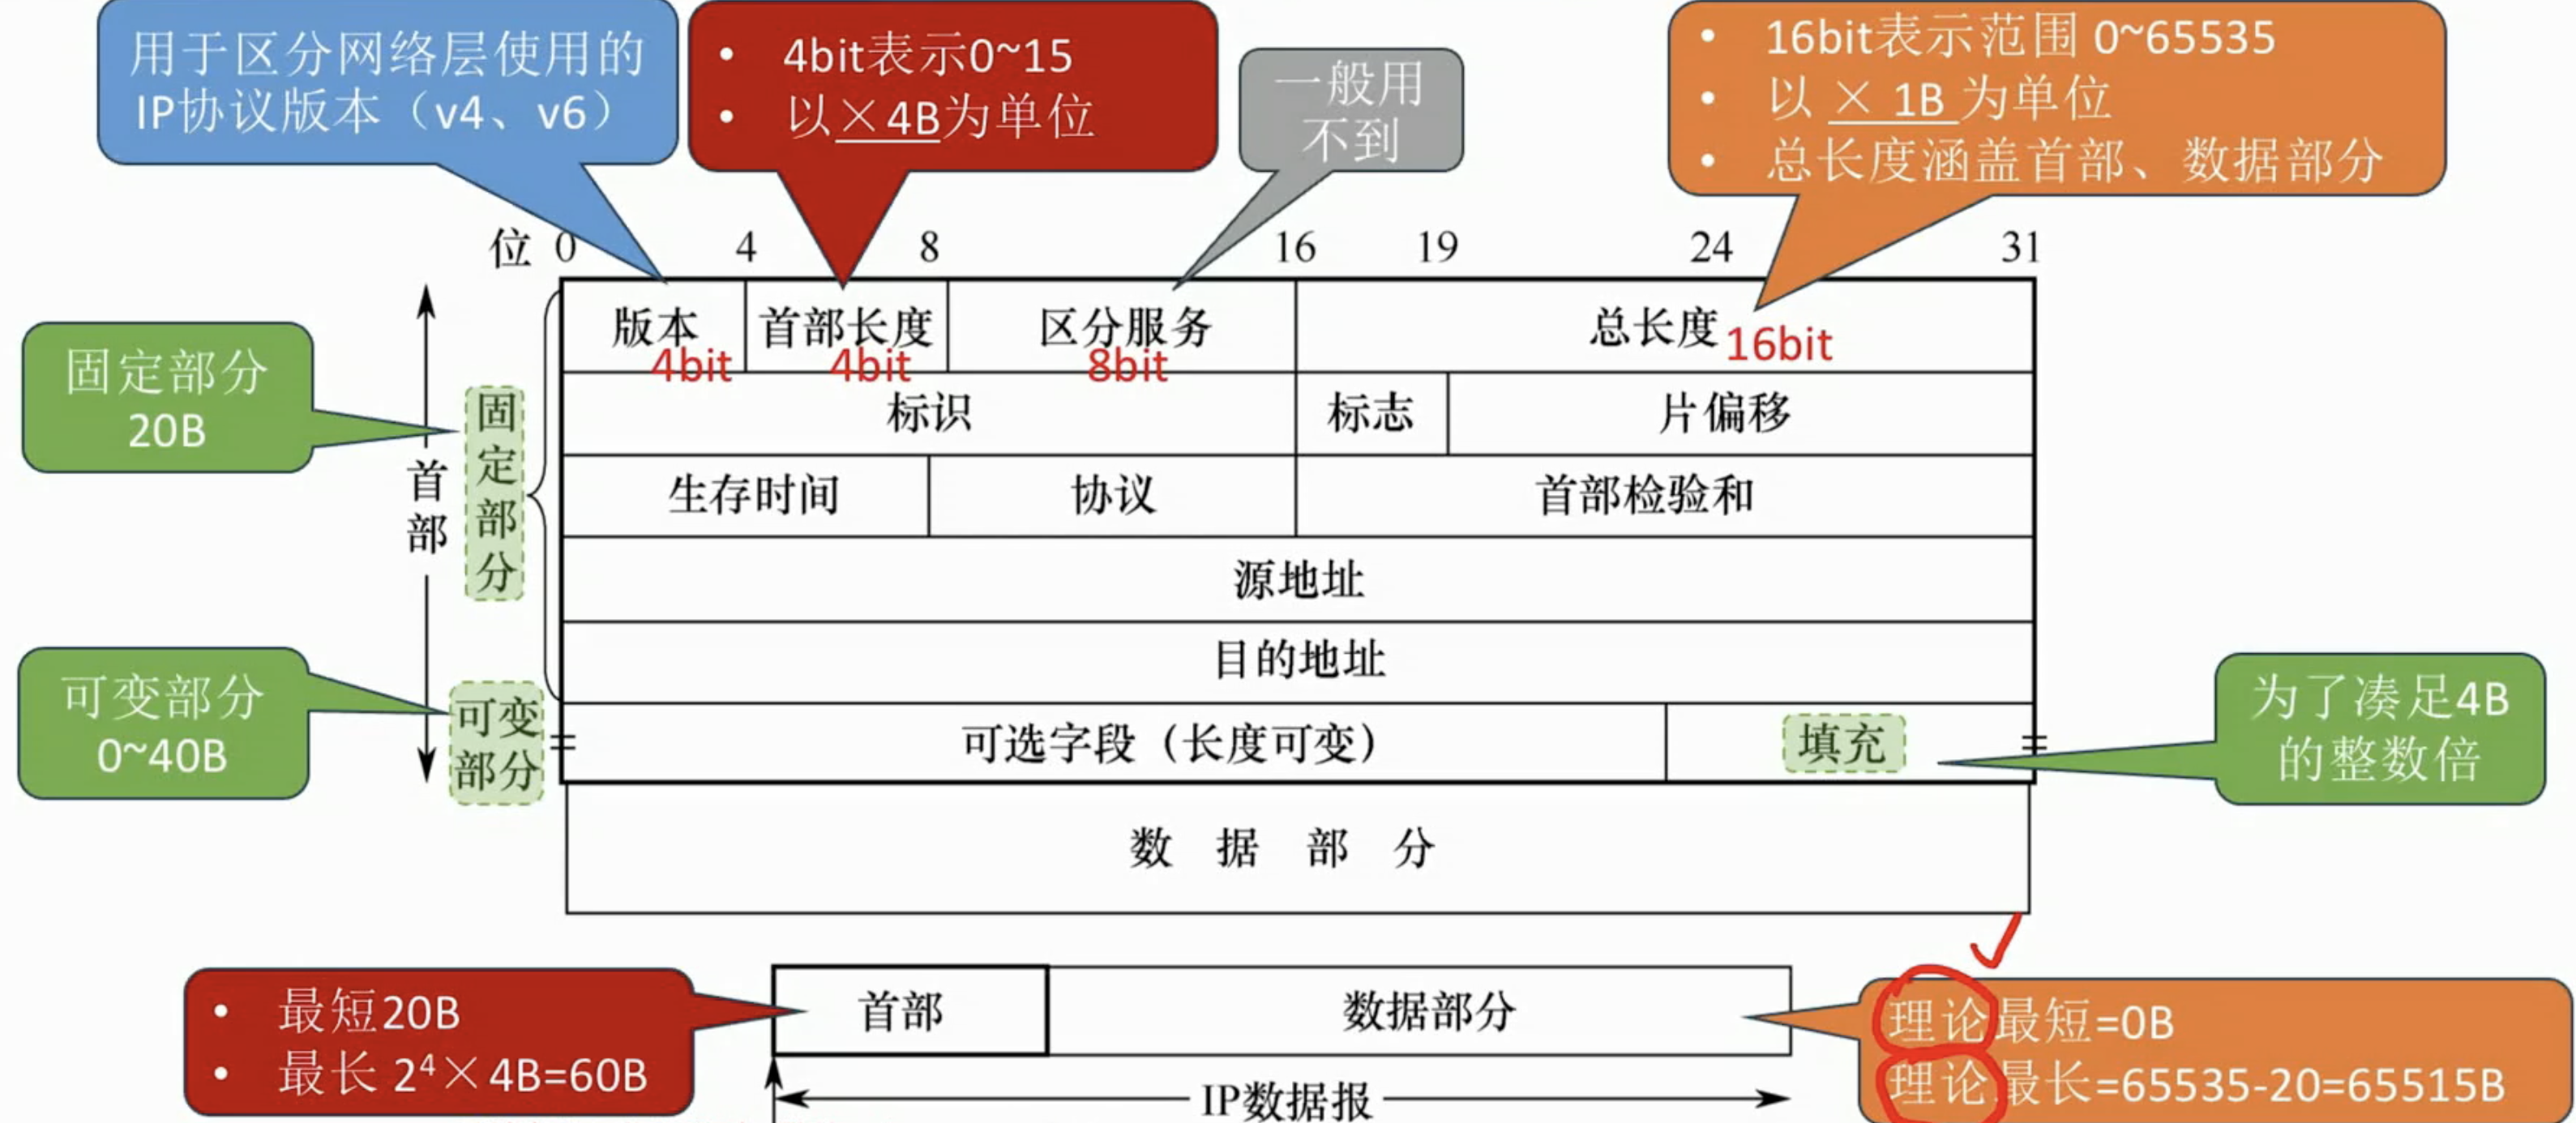 用于区分网络层使用的
IP协议版本（v4、v6）
• 4bit表示0~15
• 以×4B为单位
一般用
不到
• 16bit表示范围 0~65535
• 以 × 1B 为单位
• 总长度涵盖首部、数据部分
位 0 4 8 16 19 24 31
版本 4bit 首部长度 4bit 区分服务 8bit 总长度 16bit
固定部分
20B
首部
固定部分
标识 标志 片偏移
生存时间 协议 首部检验和
源地址
目的地址
可变部分
0~40B
可变
部分
可选字段（长度可变） 填充
为了凑足4B
的整数倍
数 据 部 分
• 最短20B
• 最长 2⁴×4B=60B
首部 数据部分
IP数据报
理论最短=0B
理论最长=65535-20=65515B